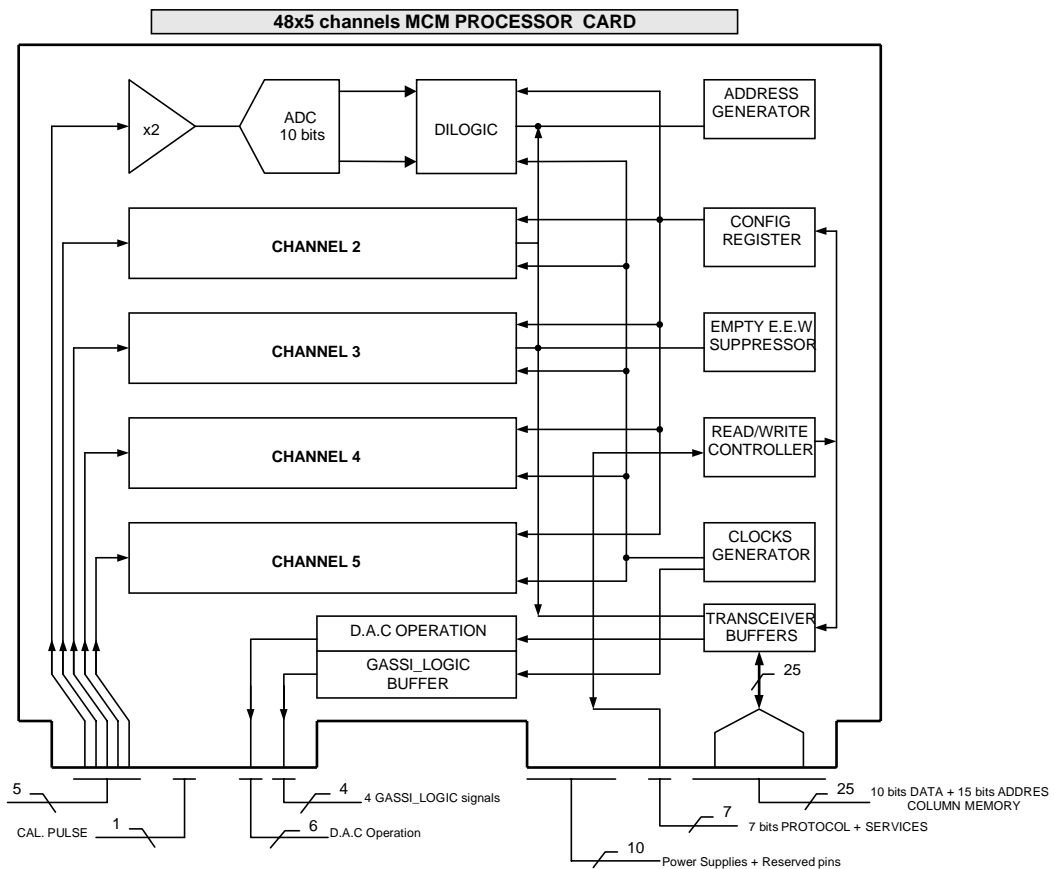 48x5 channels MCM PROCESSOR CARD
x2
ADC
10 bits
DILOGIC
ADDRESS
GENERATOR
CHANNEL 2
CONFIG
REGISTER
CHANNEL 3
EMPTY E.E.W
SUPPRESSOR
CHANNEL 4
READ/WRITE
CONTROLLER
CHANNEL 5
CLOCKS
GENERATOR
D.A.C OPERATION
GASSI_LOGIC
BUFFER
TRANSCEIVER
BUFFERS
25
5
4
4 GASSI_LOGIC signals
25
10 bits DATA + 15 bits ADDRES
COLUMN MEMORY
CAL. PULSE
1
6
D.A.C Operation
7
7 bits PROTOCOL + SERVICES
10
Power Supplies + Reserved pins